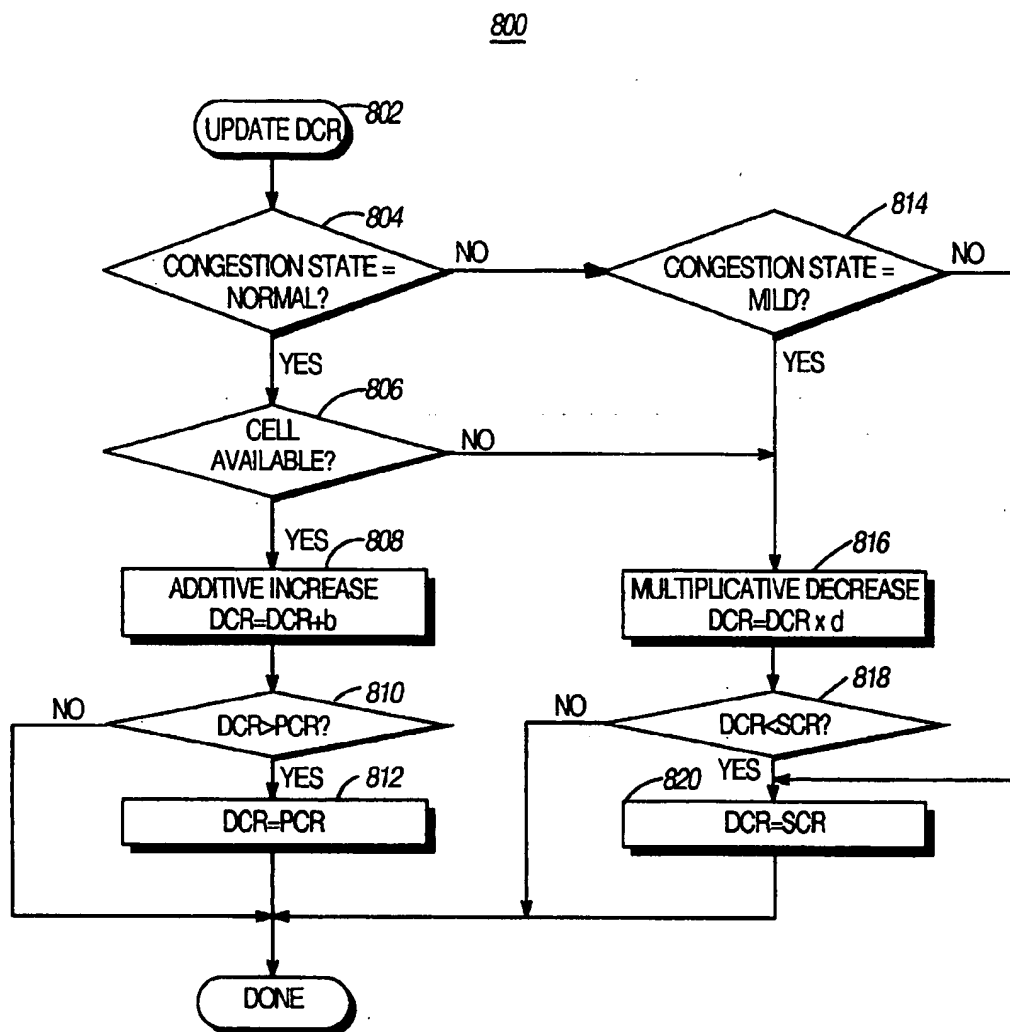 800
UPDATE DCR
802
804
CONGESTION STATE =
NORMAL?
NO
YES
814
CONGESTION STATE =
MILD?
NO
YES
806
CELL
AVAILABLE?
NO
YES
808
ADDITIVE INCREASE
DCR=DCR+b
816
MULTIPLICATIVE DECREASE
DCR=DCR x d
810
DCR>PCR?
NO
YES
818
DCR<SCR?
NO
YES
812
DCR=PCR
820
DCR=SCR
DONE